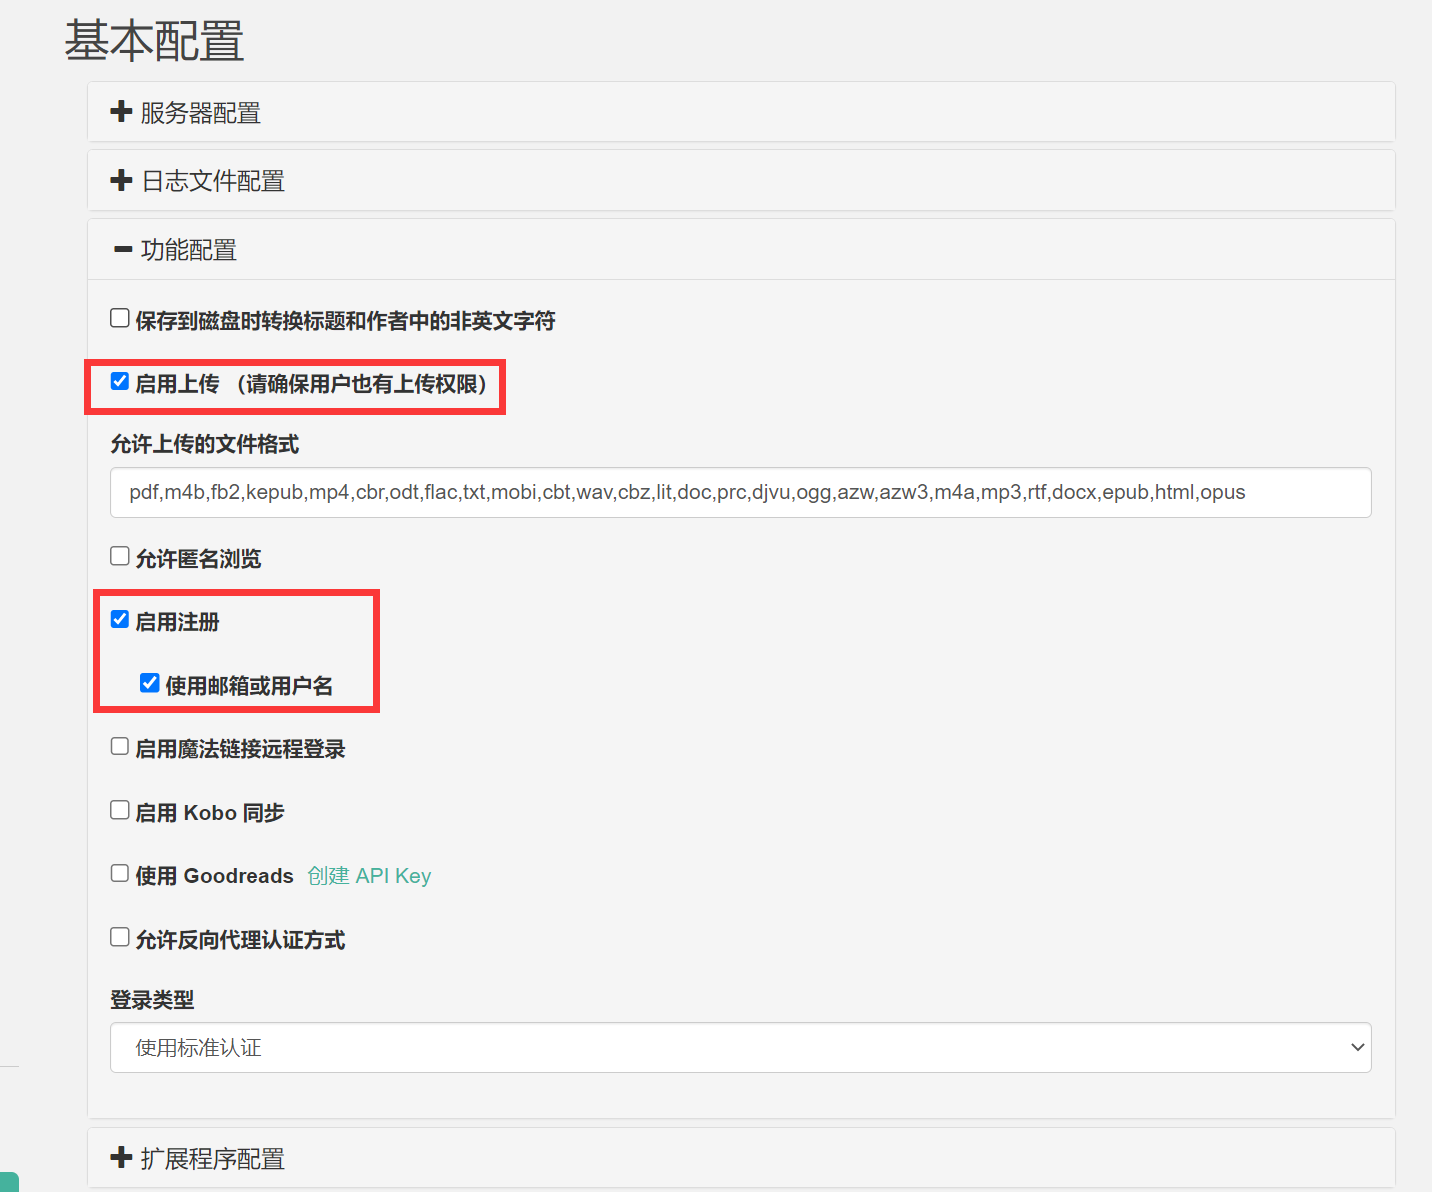 基本配置
服务器配置
日志文件配置
功能配置
保存到磁盘时转换标题和作者中的非英文字符
启用上传 （请确保用户也有上传权限）
允许上传的文件格式
pdf,m4b,fb2,kepub,mp4,cbr,odt,flac,txt,mobi,cbt,wav,cbz,lit,doc,prc,djvu,ogg,azw,azw3,m4a,mp3,rtf,docx,epub,html,opus
允许匿名浏览
启用注册
使用邮箱或用户名
启用魔法链接远程登录
启用 Kobo 同步
使用 Goodreads 创建 API Key
允许反向代理认证方式
登录类型
使用标准认证
扩展程序配置